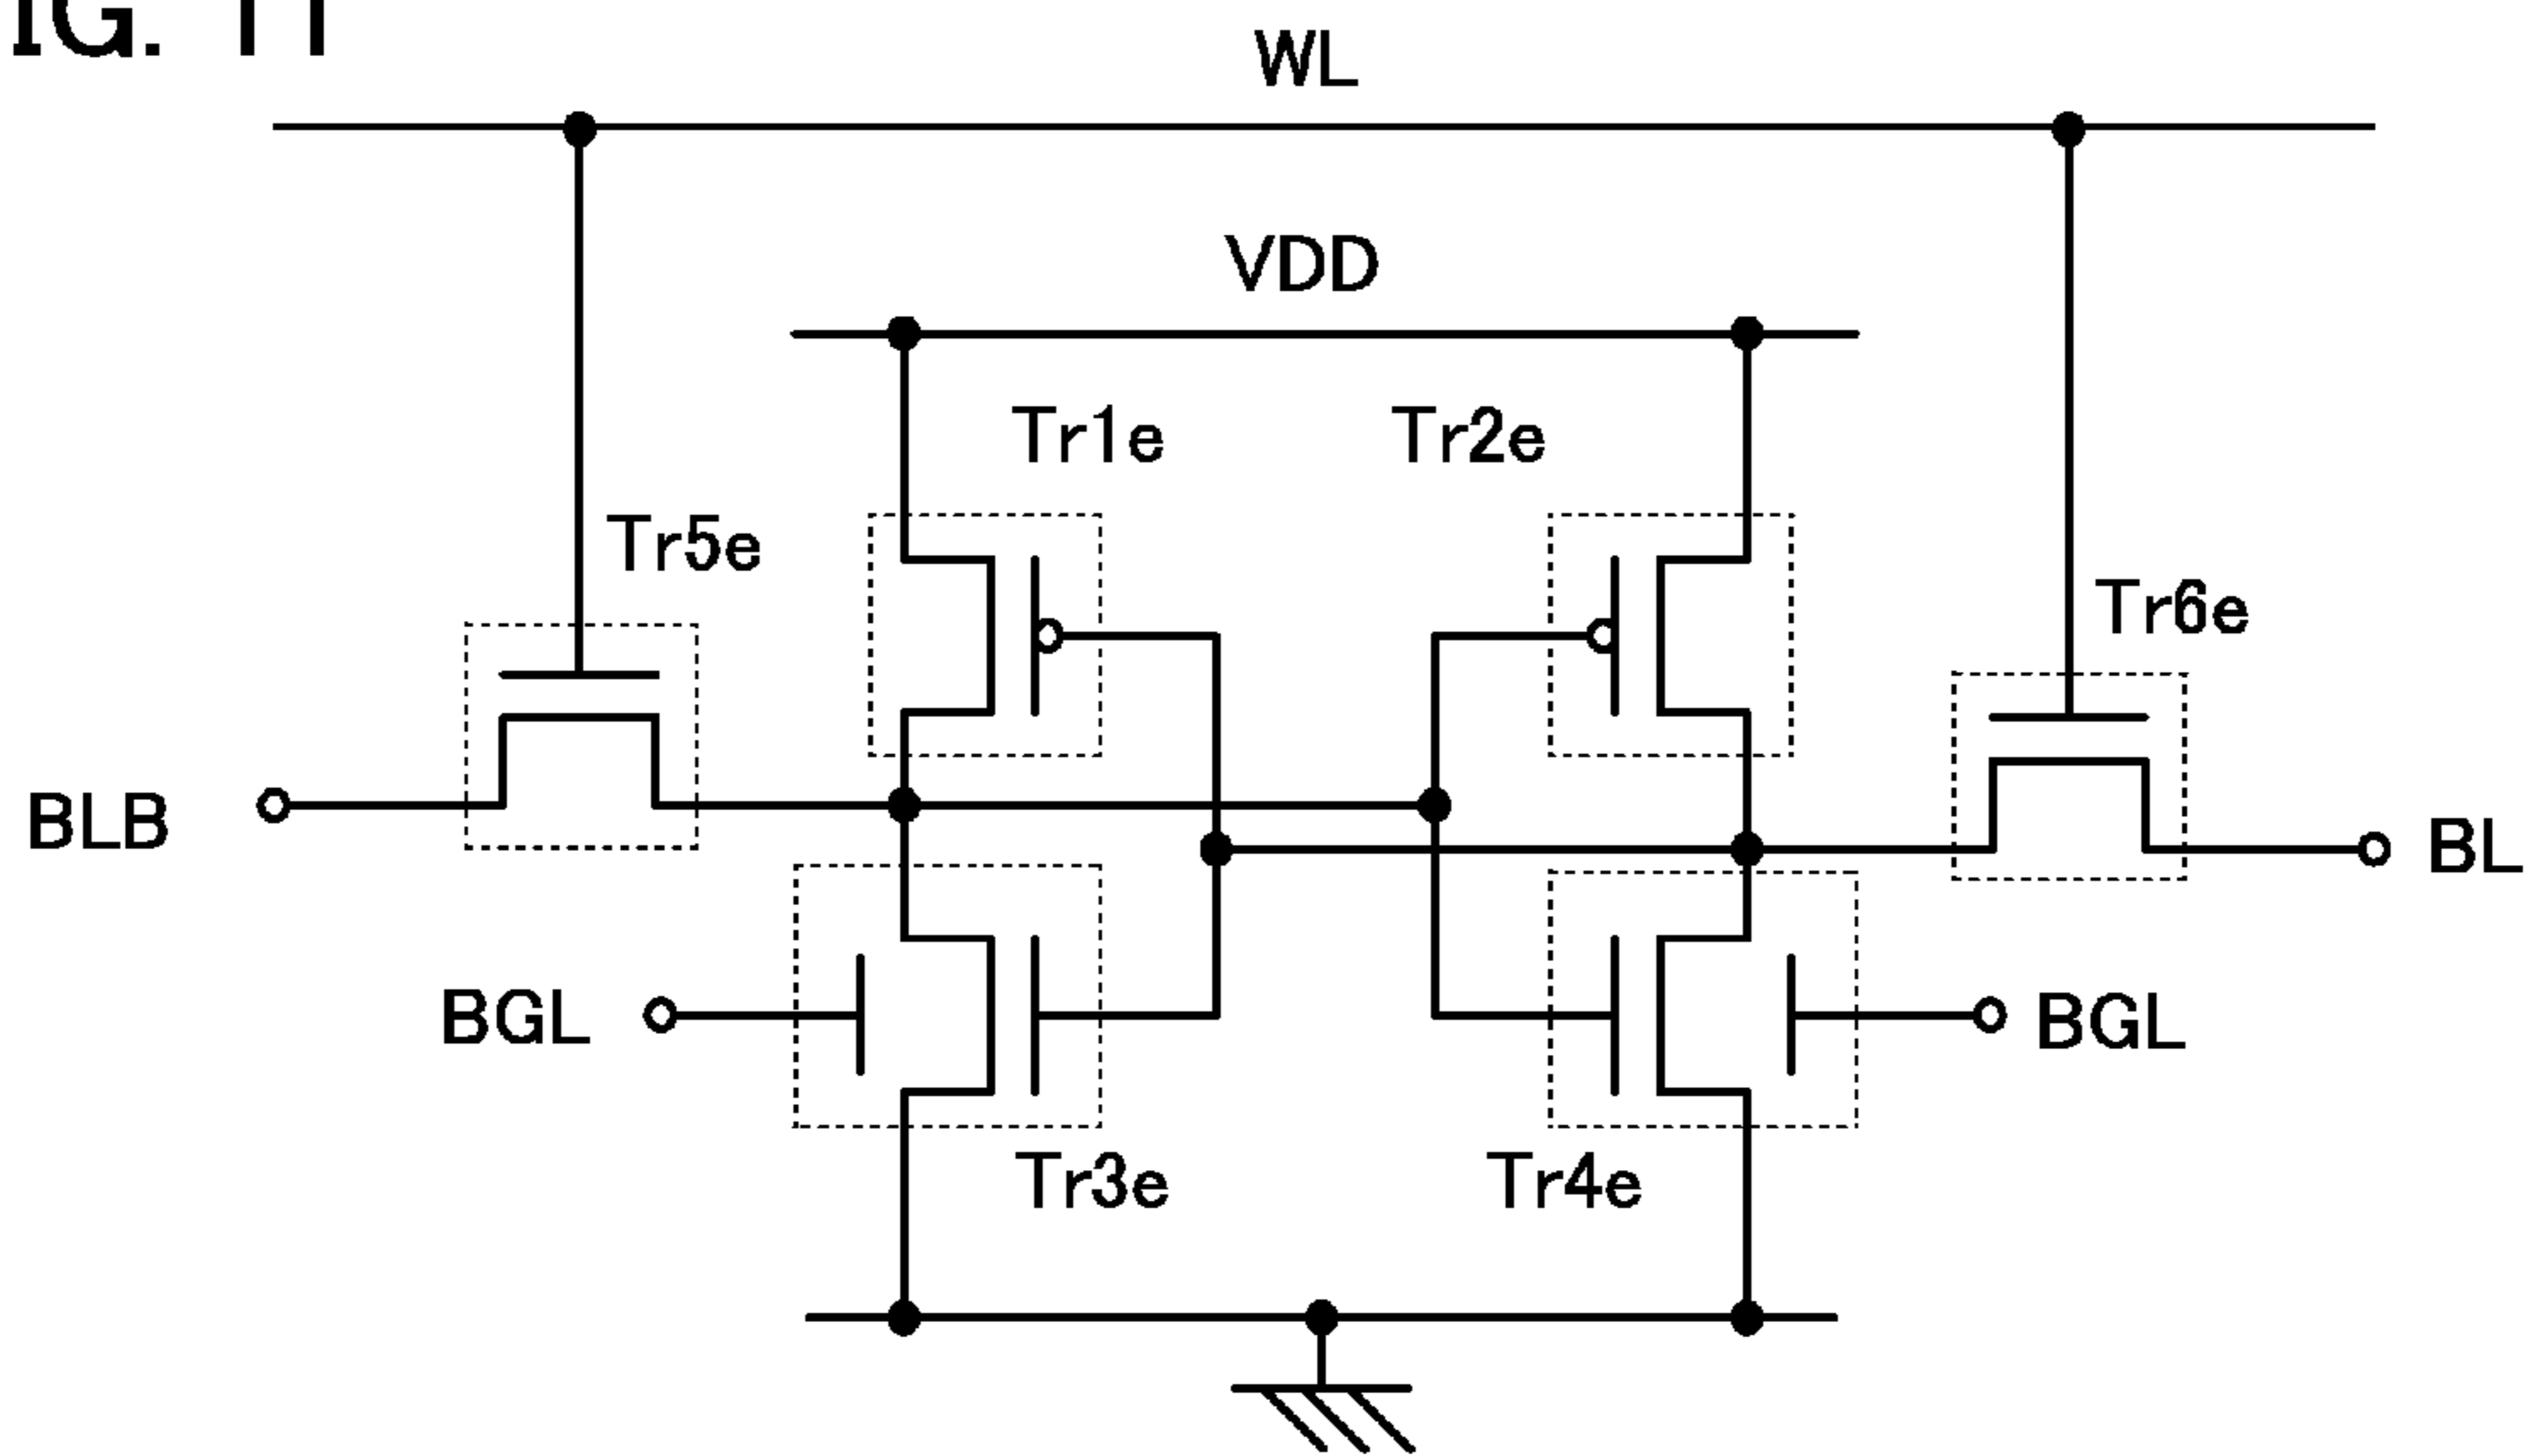 IG. 11
WL
VDD
Tr1e
Tr2e
Tr5e
Tr6e
BLB
BL
BGL
BGL
Tr3e
Tr4e